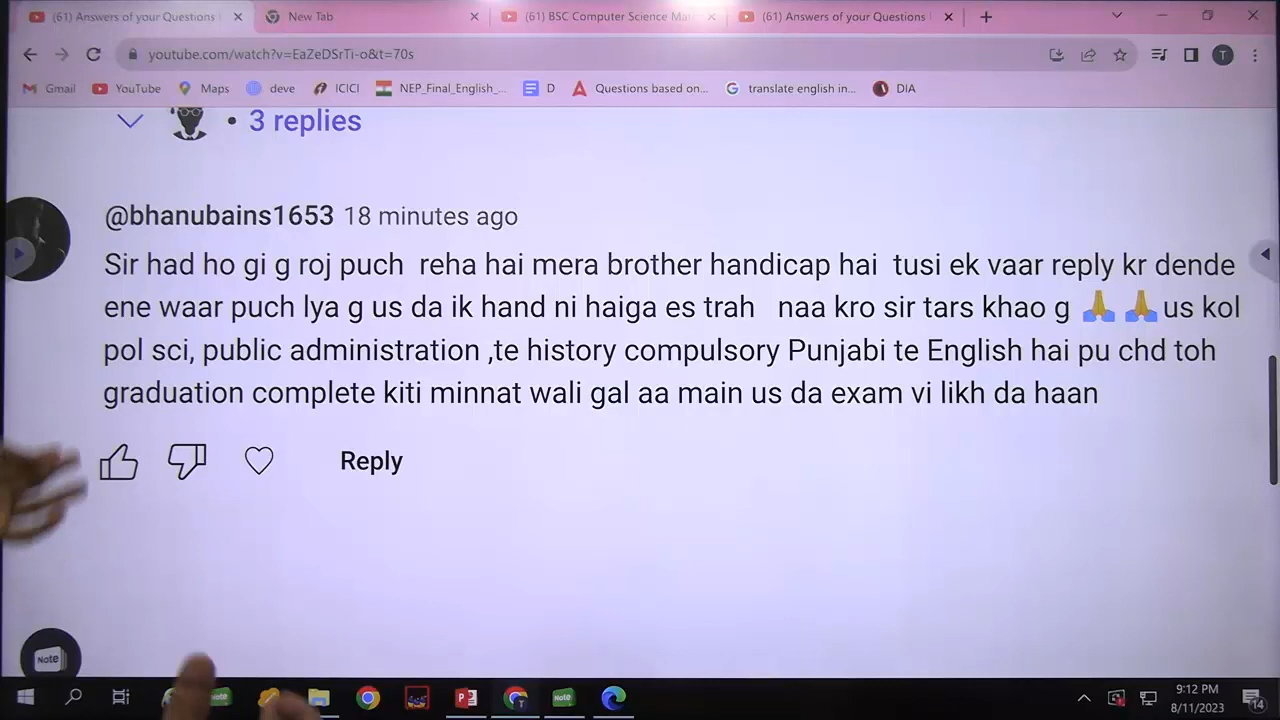 (61) Answers of your Questions
New Tab
(61) BSC Computer Science Ma
(61) Answers of your Questions
youtube.com/watch?v=EaZeDSrTi-o&t=70s
T
Gmail
YouTube
Maps
deve
ICICI
NEP_Final_English_...
D
Questions based on...
translate english in...
DIA
• 3 replies
@bhanubains1653 18 minutes ago
Sir had ho gi g roj puch reha hai mera brother handicap hai tusi ek vaar reply kr dende
ene waar puch lya g us da ik hand ni haiga es trah naa kro sir tars khao g 🙏 🙏 us kol
pol sci, public administration ,te history compulsory Punjabi te English hai pu chd toh
graduation complete kiti minnat wali gal aa main us da exam vi likh da haan
Reply
Note
Note
Note
9:12 PM
8/11/2023
14